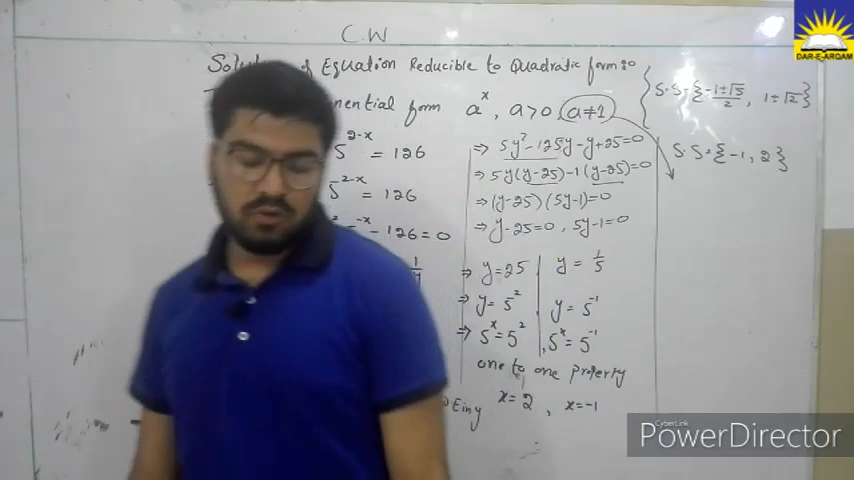 C.W
of Equation Reducible to Quadratic form:
nential form a^x, a>0, a≠1
5^{2-x} = 126
5^{2-x} = 126
-x - 126 = 0
1
⇒ 5y² - 125y - y + 25 = 0
⇒ 5y(y-25) - 1(y-25) = 0
⇒ (y-25)(5y-1) = 0
⇒ y-25=0, 5y-1=0
⇒ y=25 | y = 1/5
⇒ y = 5² | y = 5^{-1}
⇒ 5^x = 5² | , 5^x = 5^{-1}
one to one property
x=2, x=-1
S.S = {(-1±√5)/2, 1±√2}
S.S = {-1, 2}
DAR-E-ARQAM
CyberLink
PowerDirector